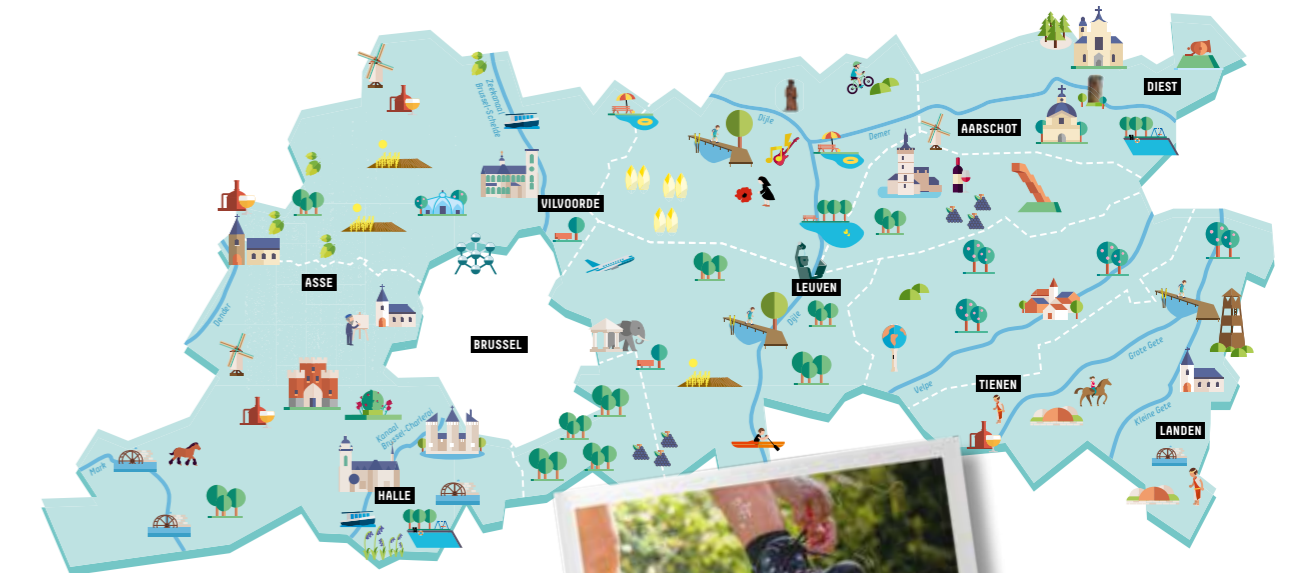 DIEST
Zeekanaal
Brussel-Schelde
Dijle
Demer
AARSCHOT
VILVOORDE
ASSE
LEUVEN
Dender
Dijle
BRUSSEL
Grote Gete
Velpe
TIENEN
Kleine Gete
Kanaal
Brussel-Charleroi
LANDEN
Mark
HALLE